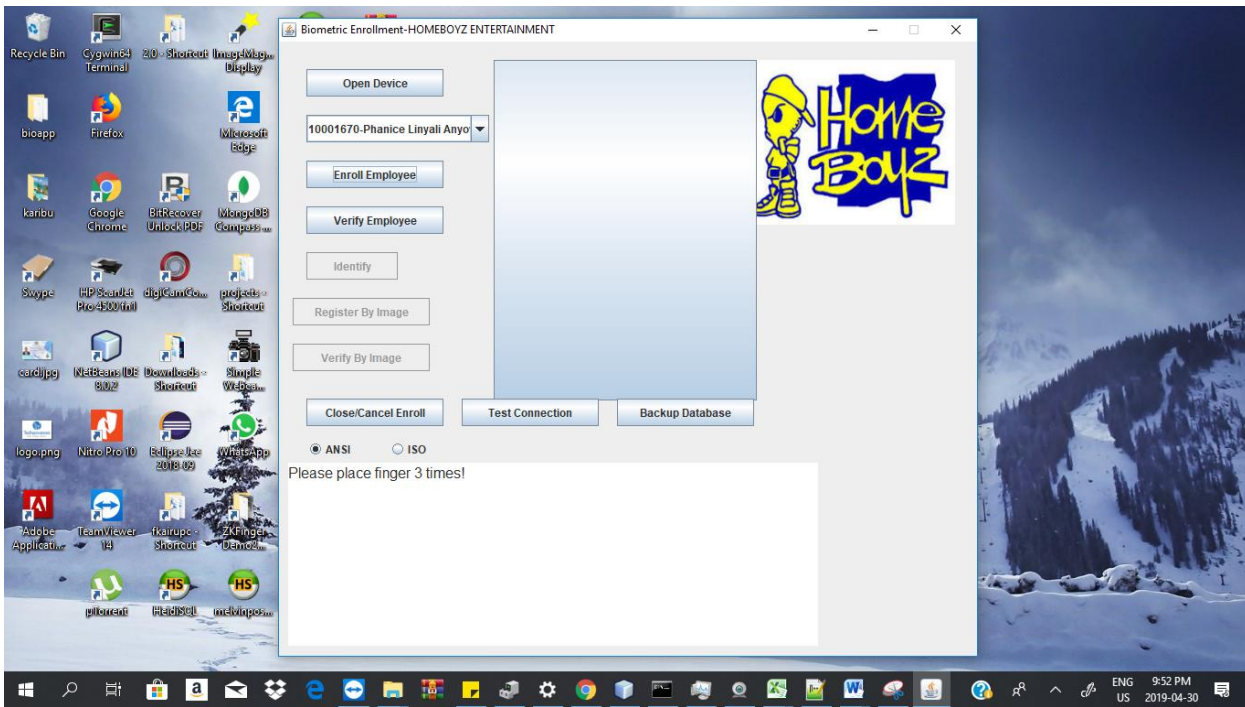 Biometric Enrollment-HOMEBOYZ ENTERTAINMENT
Open Device
10001670-Phanice Linyali Anyo
Enroll Employee
Verify Employee
Identify
Register By Image
Verify By Image
Close/Cancel Enroll
Test Connection
Backup Database
ANSI
ISO
Please place finger 3 times!
Home
Boyz
Recycle Bin
Cygwin64
Terminal
2.0 - Shortcut
ImageMag...
Display
bioapp
Firefox
Microsoft
Edge
karibu
Google
Chrome
BitRecover
Unlock PDF
MongoDB
Compass ...
Swype
HP ScanJet
Pro 4500 fn1
digiCamCo...
projects -
Shortcut
card.jpg
NetBeans IDE
8.0.2
Downloads -
Shortcut
Simple
Webca...
logo.png
Nitro Pro 10
Eclipse Jee
2018-09
WhatsApp
Adobe
Applicati...
TeamViewer
14
fkairupc -
Shortcut
ZKFinger
Demo2...
µTorrent
HeidiSQL
melvinpos...
ENG
US
9:52 PM
2019-04-30